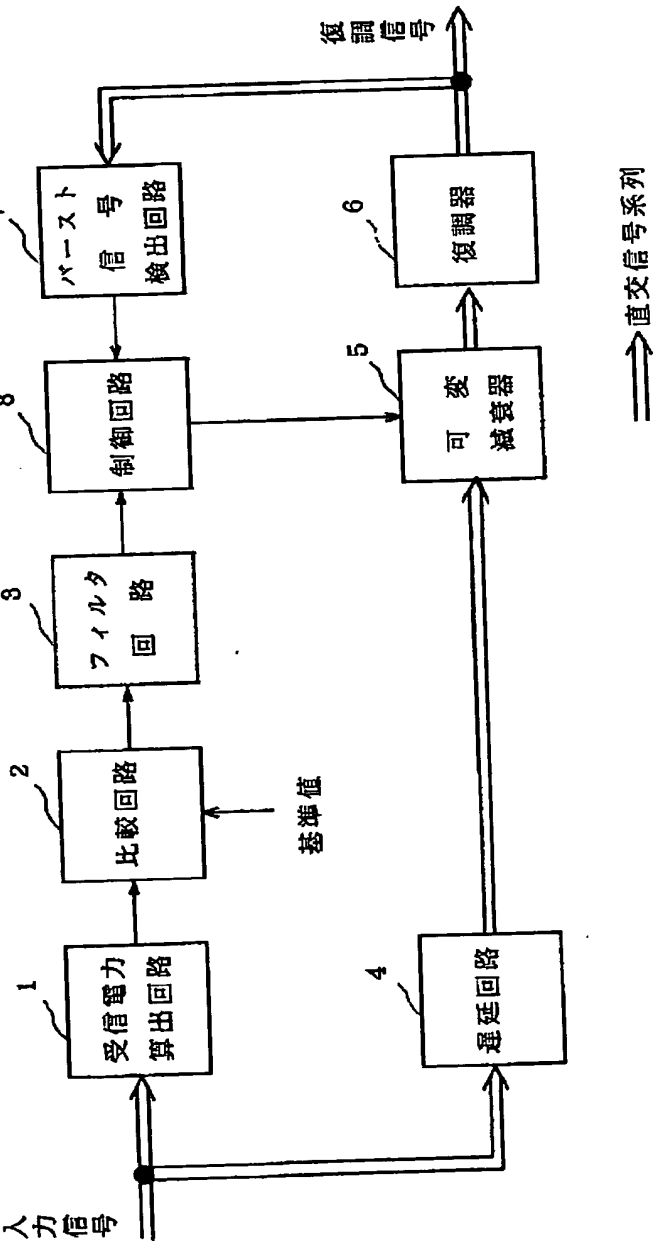 入力信号
1
受信電力
算出回路
2
比較回路
基準値
3
フィルタ
回路
8
制御回路
バースト
信号
検出回路
4
遅延回路
5
可変
減衰器
6
復調器
復調信号
直交信号系列